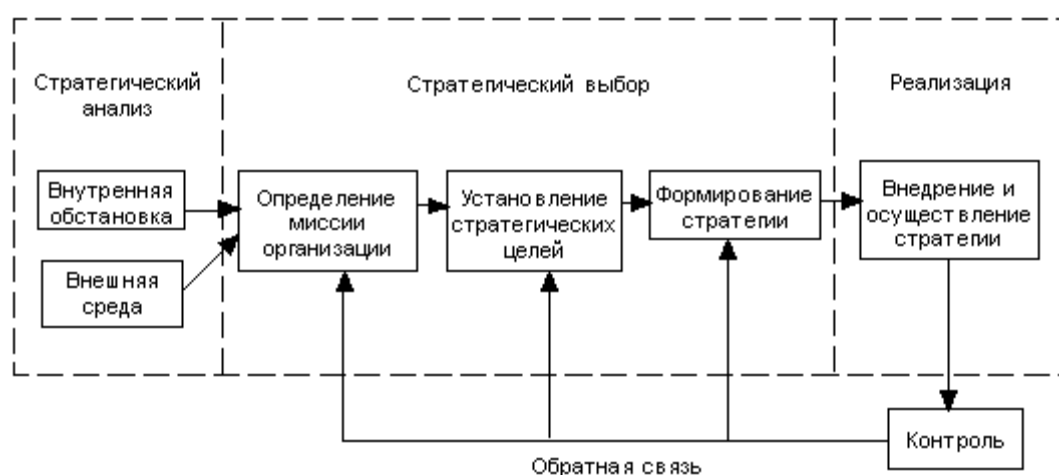 Стратегический
анализ
Стратегический выбор
Реализация
Внутренняя
обстановка
Внешняя
среда
Определение
миссии
организации
Установление
стратегических
целей
Формирование
стратегии
Внедрение и
осуществление
стратегии
Контроль
Обратная связь